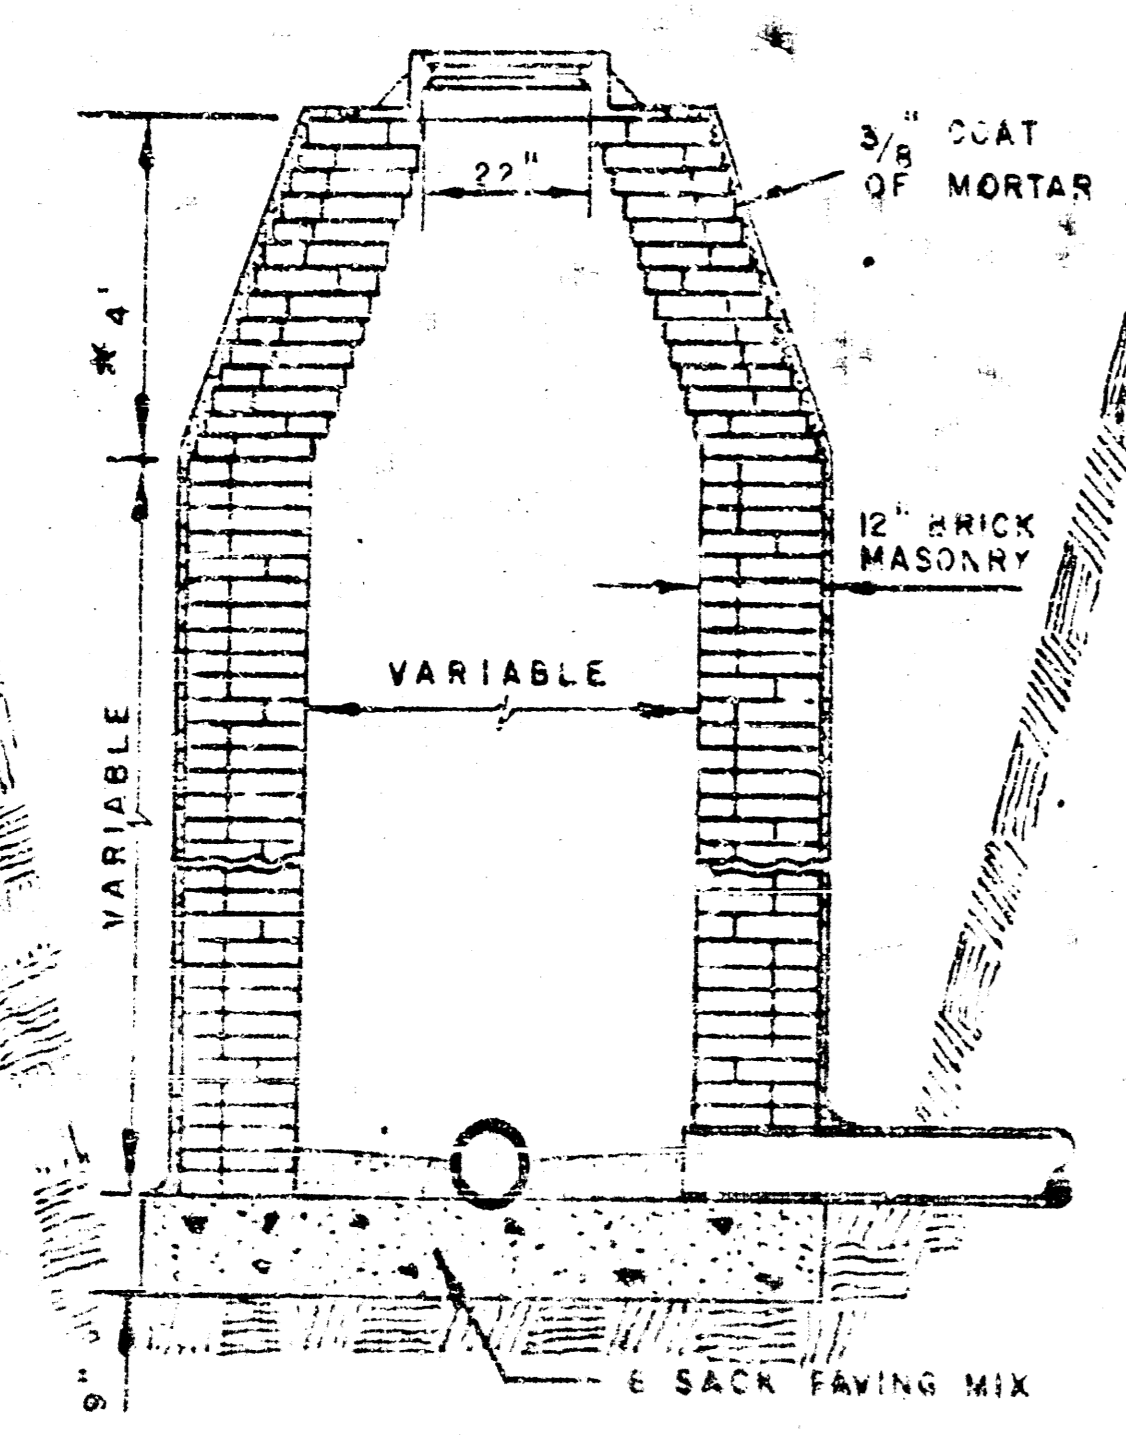 22"
3/8" COAT
OF MORTAR
* 4'
12" BRICK
MASONRY
VARIABLE
VARIABLE
9"
6 SACK PAVING MIX